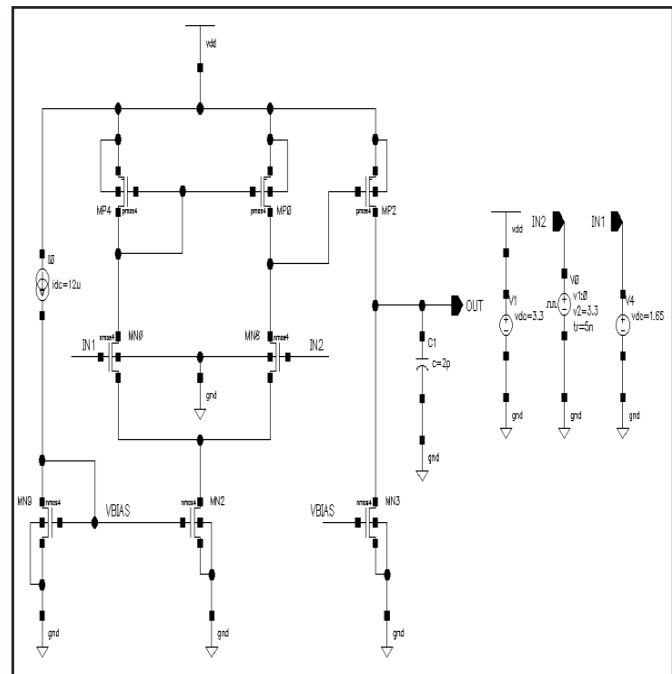 vdd
MP4
pmos4
pmos4
MP0
MP2
pmos4
IN2
IN1
vdd
I0
idc=12u
V1
vdc=3.3
V0
v1:0
v2=3.3
tr=5n
V4
vdc=1.65
OUT
C1
c=2p
nmos4
MN0
MN6
nmos4
IN1
IN2
gnd
gnd
gnd
gnd
gnd
MN9
nmos4
VBIAS
nmos4
MN2
VBIAS
nmos4
MN3
gnd
gnd
gnd